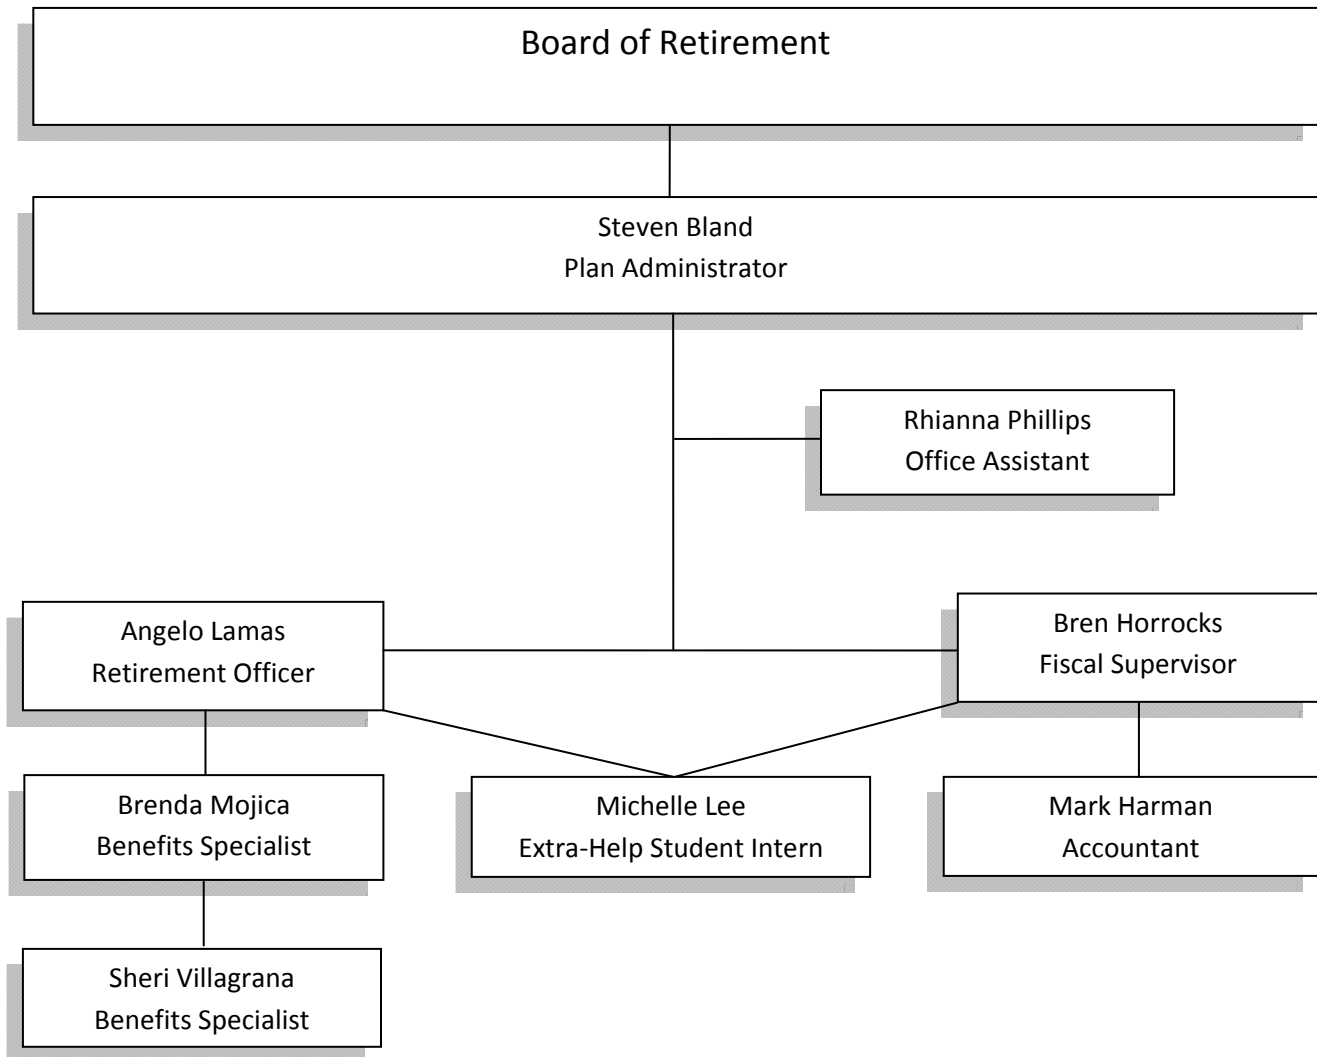 Board of Retirement
Steven Bland
Plan Administrator
Rhianna Phillips
Office Assistant
Angelo Lamas
Retirement Officer
Bren Horrocks
Fiscal Supervisor
Brenda Mojica
Benefits Specialist
Michelle Lee
Extra-Help Student Intern
Mark Harman
Accountant
Sheri Villagrana
Benefits Specialist